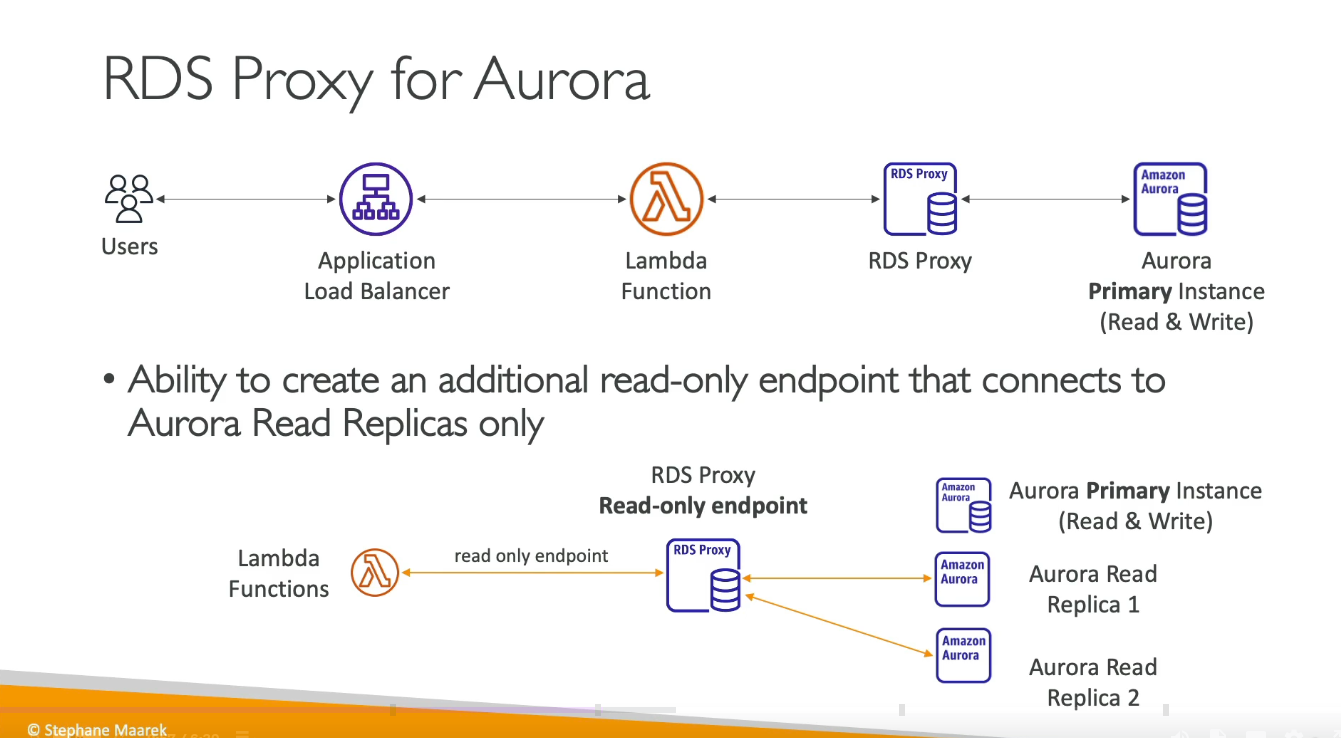 RDS Proxy for Aurora
RDS Proxy
Amazon
Aurora
Users
Application
Load Balancer
Lambda
Function
RDS Proxy
Aurora
Primary Instance
(Read & Write)
• Ability to create an additional read-only endpoint that connects to
Aurora Read Replicas only
RDS Proxy
Read-only endpoint
Amazon
Aurora
Aurora Primary Instance
(Read & Write)
Lambda
Functions
read only endpoint
RDS Proxy
Amazon
Aurora
Aurora Read
Replica 1
Amazon
Aurora
Aurora Read
Replica 2
© Stephane Maarek